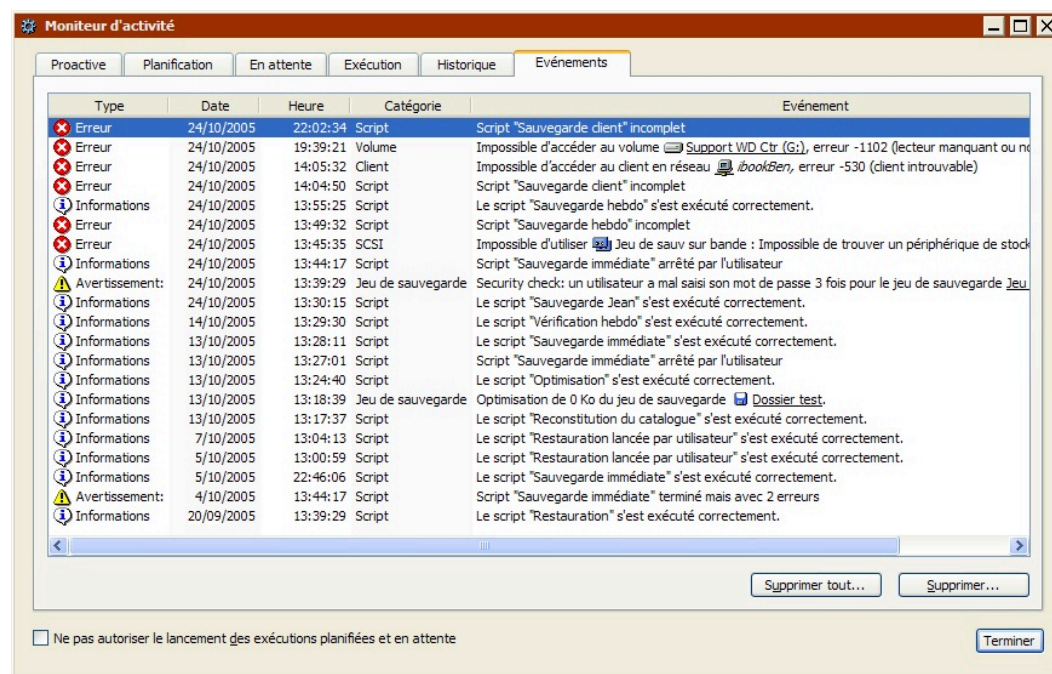 Moniteur d'activité
Proactive Planification En attente Exécution Historique Evénements
Type Date Heure Catégorie Evénement
Erreur 24/10/2005 22:02:34 Script Script "Sauvegarde client" incomplet
Erreur 24/10/2005 19:39:21 Volume Impossible d'accéder au volume Support WD Ctr (G:), erreur -1102 (lecteur manquant ou no
Erreur 24/10/2005 14:05:32 Client Impossible d'accéder au client en réseau ibookBen, erreur -530 (client introuvable)
Erreur 24/10/2005 14:04:50 Script Script "Sauvegarde client" incomplet
Informations 24/10/2005 13:55:25 Script Le script "Sauvegarde hebdo" s'est exécuté correctement.
Erreur 24/10/2005 13:49:32 Script Script "Sauvegarde hebdo" incomplet
Erreur 24/10/2005 13:45:35 SCSI Impossible d'utiliser Jeu de sauv sur bande : Impossible de trouver un périphérique de stock
Informations 24/10/2005 13:44:17 Script Script "Sauvegarde immédiate" arrêté par l'utilisateur
Avertissement: 24/10/2005 13:39:29 Jeu de sauvegarde Security check: un utilisateur a mal saisi son mot de passe 3 fois pour le jeu de sauvegarde Jeu
Informations 24/10/2005 13:30:15 Script Le script "Sauvegarde Jean" s'est exécuté correctement.
Informations 14/10/2005 13:29:30 Script Le script "Vérification hebdo" s'est exécuté correctement.
Informations 13/10/2005 13:28:11 Script Le script "Sauvegarde immédiate" s'est exécuté correctement.
Informations 13/10/2005 13:27:01 Script Script "Sauvegarde immédiate" arrêté par l'utilisateur
Informations 13/10/2005 13:24:40 Script Le script "Optimisation" s'est exécuté correctement.
Informations 13/10/2005 13:18:39 Jeu de sauvegarde Optimisation de 0 Ko du jeu de sauvegarde Dossier test.
Informations 13/10/2005 13:17:37 Script Le script "Reconstitution du catalogue" s'est exécuté correctement.
Informations 7/10/2005 13:04:13 Script Le script "Restauration lancée par utilisateur" s'est exécuté correctement.
Informations 5/10/2005 13:00:59 Script Le script "Restauration lancée par utilisateur" s'est exécuté correctement.
Informations 5/10/2005 22:46:06 Script Le script "Sauvegarde immédiate" s'est exécuté correctement.
Avertissement: 4/10/2005 13:44:17 Script Script "Sauvegarde immédiate" terminé mais avec 2 erreurs
Informations 20/09/2005 13:39:29 Script Le script "Restauration" s'est exécuté correctement.
Supprimer tout... Supprimer...
Ne pas autoriser le lancement des exécutions planifiées et en attente
Terminer